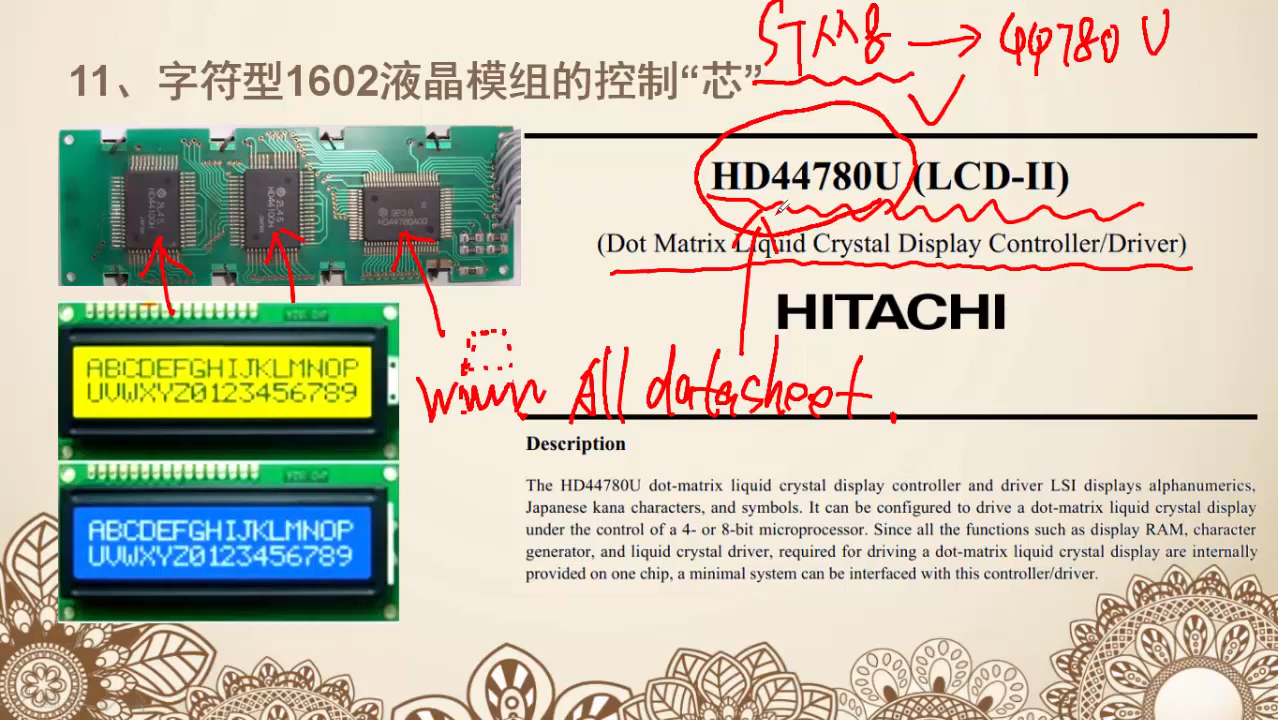 11、字符型1602液晶模组的控制“芯”
→ 44780 U
HD44780U (LCD-II)
(Dot Matrix Liquid Crystal Display Controller/Driver)
HITACHI
ABCDEFGHIJKLMNOP
UVWXYZ0123456789
www All datasheet.
Description
The HD44780U dot-matrix liquid crystal display controller and driver LSI displays alphanumerics,
Japanese kana characters, and symbols. It can be configured to drive a dot-matrix liquid crystal display
under the control of a 4- or 8-bit microprocessor. Since all the functions such as display RAM, character
generator, and liquid crystal driver, required for driving a dot-matrix liquid crystal display are internally
provided on one chip, a minimal system can be interfaced with this controller/driver.
ABCDEFGHIJKLMNOP
UVWXYZ0123456789